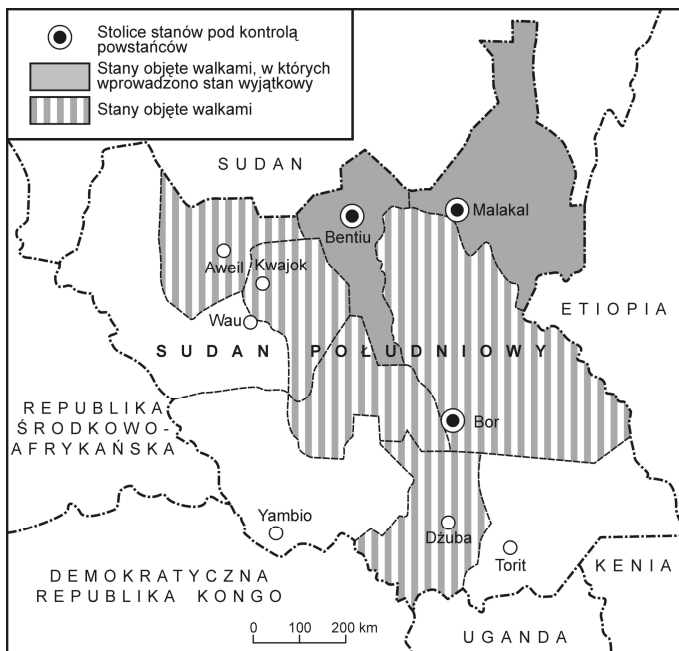 Stolice stanów pod kontrolą
powstańców
Stany objęte walkami, w których
wprowadzono stan wyjątkowy
Stany objęte walkami
SUDAN
Malakal
Bentiu
Aweil
Kwajok
ETIOPIA
Wau
SUDAN POŁUDNIOWY
REPUBLIKA
ŚRODKOWO-
AFRYKAŃSKA
Bor
Yambio
Dżuba
Torit
KENIA
DEMOKRATYCZNA
REPUBLIKA KONGO
0 100 200 km
UGANDA